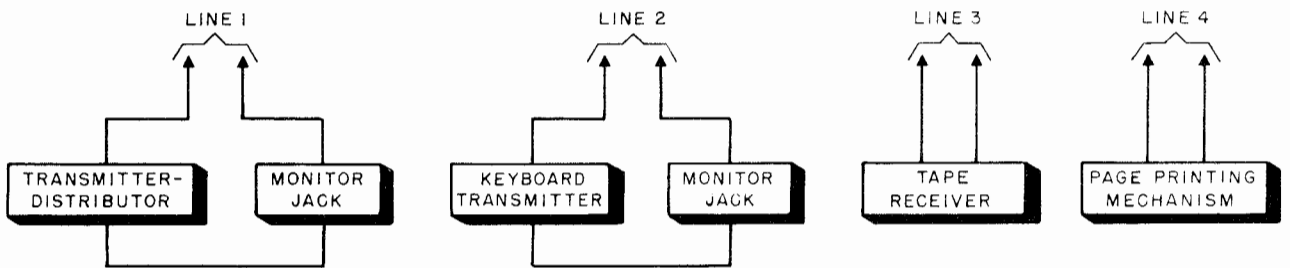 LINE 1
LINE 2
LINE 3
LINE 4
TRANSMITTER-
DISTRIBUTOR
MONITOR
JACK
KEYBOARD
TRANSMITTER
MONITOR
JACK
TAPE
RECEIVER
PAGE PRINTING
MECHANISM